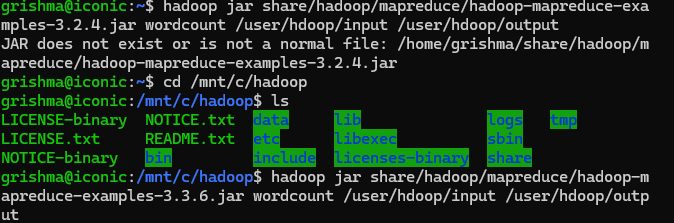 grishma@iconic:~$ hadoop jar share/hadoop/mapreduce/hadoop-mapreduce-exa
mples-3.2.4.jar wordcount /user/hdoop/input /user/hdoop/output
JAR does not exist or is not a normal file: /home/grishma/share/hadoop/m
apreduce/hadoop-mapreduce-examples-3.2.4.jar
grishma@iconic:~$ cd /mnt/c/hadoop
grishma@iconic:/mnt/c/hadoop$ ls
LICENSE-binary NOTICE.txt data lib logs tmp
LICENSE.txt README.txt etc libexec sbin
NOTICE-binary bin include licenses-binary share
grishma@iconic:/mnt/c/hadoop$ hadoop jar share/hadoop/mapreduce/hadoop-m
apreduce-examples-3.3.6.jar wordcount /user/hdoop/input /user/hdoop/outp
ut